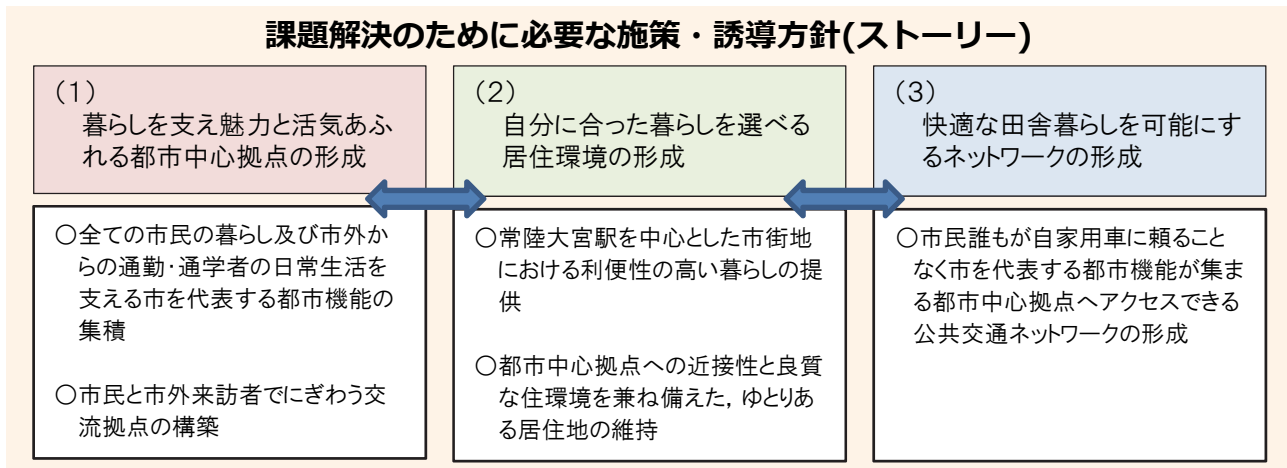 課題解決のために必要な施策・誘導方針(ストーリー)
（1）
暮らしを支え魅力と活気あふ
れる都市中心拠点の形成
○全ての市民の暮らし及び市外か
らの通勤・通学者の日常生活を
支える市を代表する都市機能の
集積
○市民と市外来訪者でにぎわう交
流拠点の構築
（2）
自分に合った暮らしを選べる
居住環境の形成
○常陸大宮駅を中心とした市街地
における利便性の高い暮らしの提
供
○都市中心拠点への近接性と良質
な住環境を兼ね備えた，ゆとりあ
る居住地の維持
（3）
快適な田舎暮らしを可能にす
るネットワークの形成
○市民誰もが自家用車に頼ること
なく市を代表する都市機能が集ま
る都市中心拠点へアクセスできる
公共交通ネットワークの形成